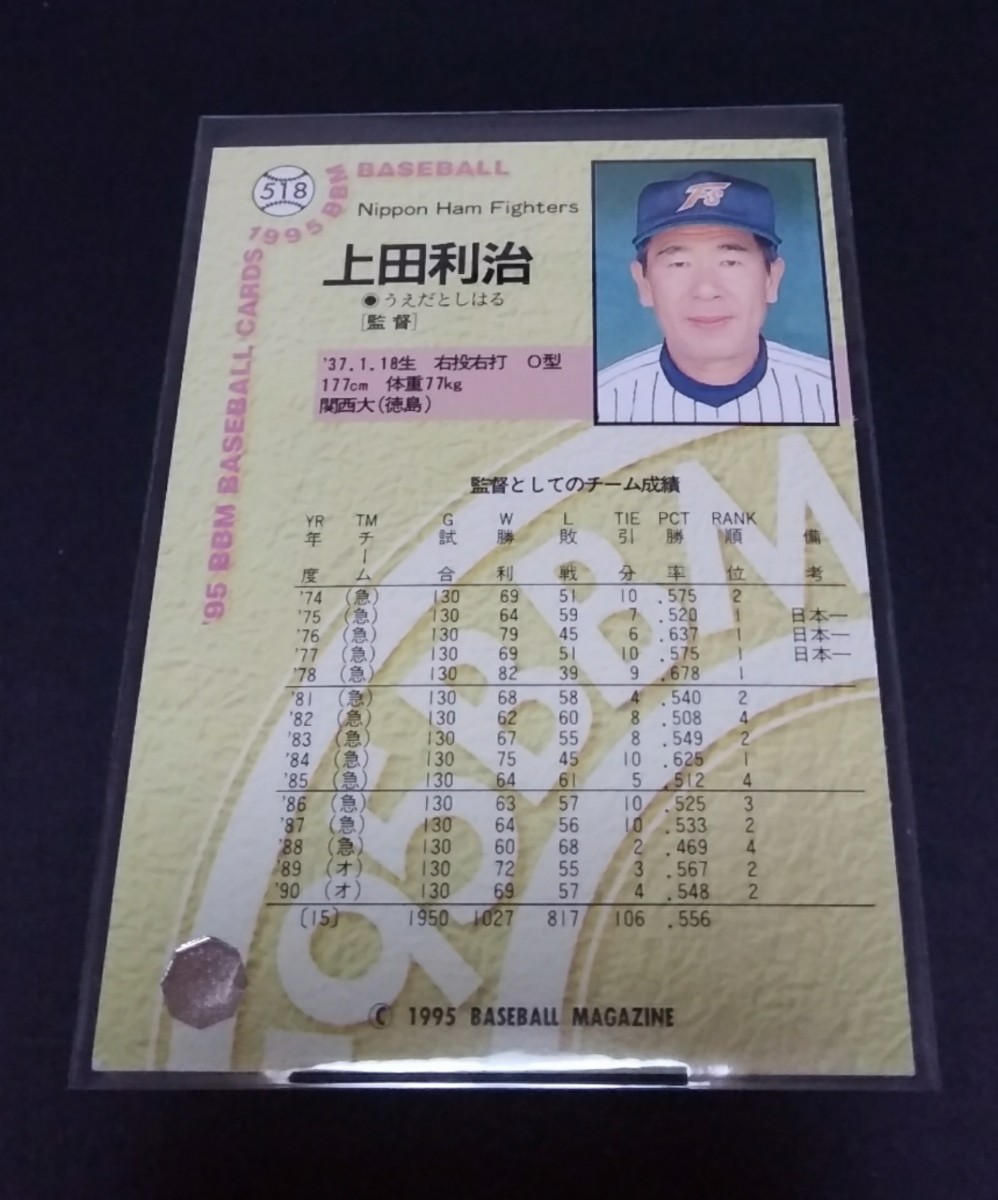 518
'95 BBM BASEBALL CARDS 1995 BBM BASEBALL
Nippon Ham Fighters
Fs
上田利治
●うえだとしはる
[監 督]
'37.1.18生 右投右打 O型
177cm 体重77kg
関西大(徳島)
監督としてのチーム成績
YR TM G W L TIE PCT RANK
年度 チーム 試合 勝利 敗戦 引分 勝率 順位 備考
'74 (急) 130 69 51 10 .575 2
'75 (急) 130 64 59 7 .520 1 日本一
'76 (急) 130 79 45 6 .637 1 日本一
'77 (急) 130 69 51 10 .575 1 日本一
'78 (急) 130 82 39 9 .678 1
'81 (急) 130 68 58 4 .540 2
'82 (急) 130 62 60 8 .508 4
'83 (急) 130 67 55 8 .549 2
'84 (急) 130 75 45 10 .625 1
'85 (急) 130 64 61 5 .512 4
'86 (急) 130 63 57 10 .525 3
'87 (急) 130 64 56 10 .533 2
'88 (急) 130 60 68 2 .469 4
'89 (オ) 130 72 55 3 .567 2
'90 (オ) 130 69 57 4 .548 2
(15) 1950 1027 817 106 .556
'95BBM
© 1995 BASEBALL MAGAZINE